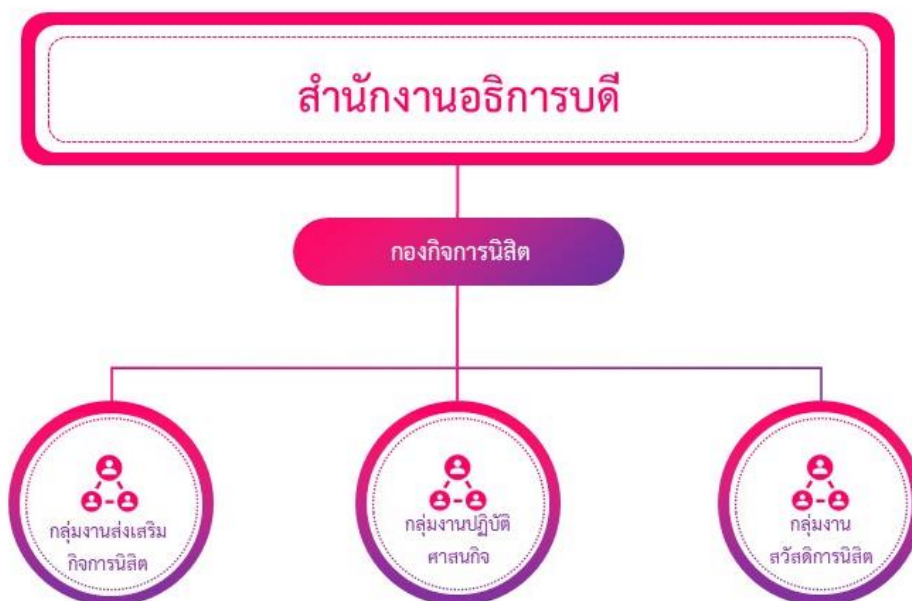 สำนักงานอธิการบดี
กองกิจการนิสิต
กลุ่มงานส่งเสริม
กิจการนิสิต
กลุ่มงานปฏิบัติ
ศาสนกิจ
กลุ่มงาน
สวัสดิการนิสิต